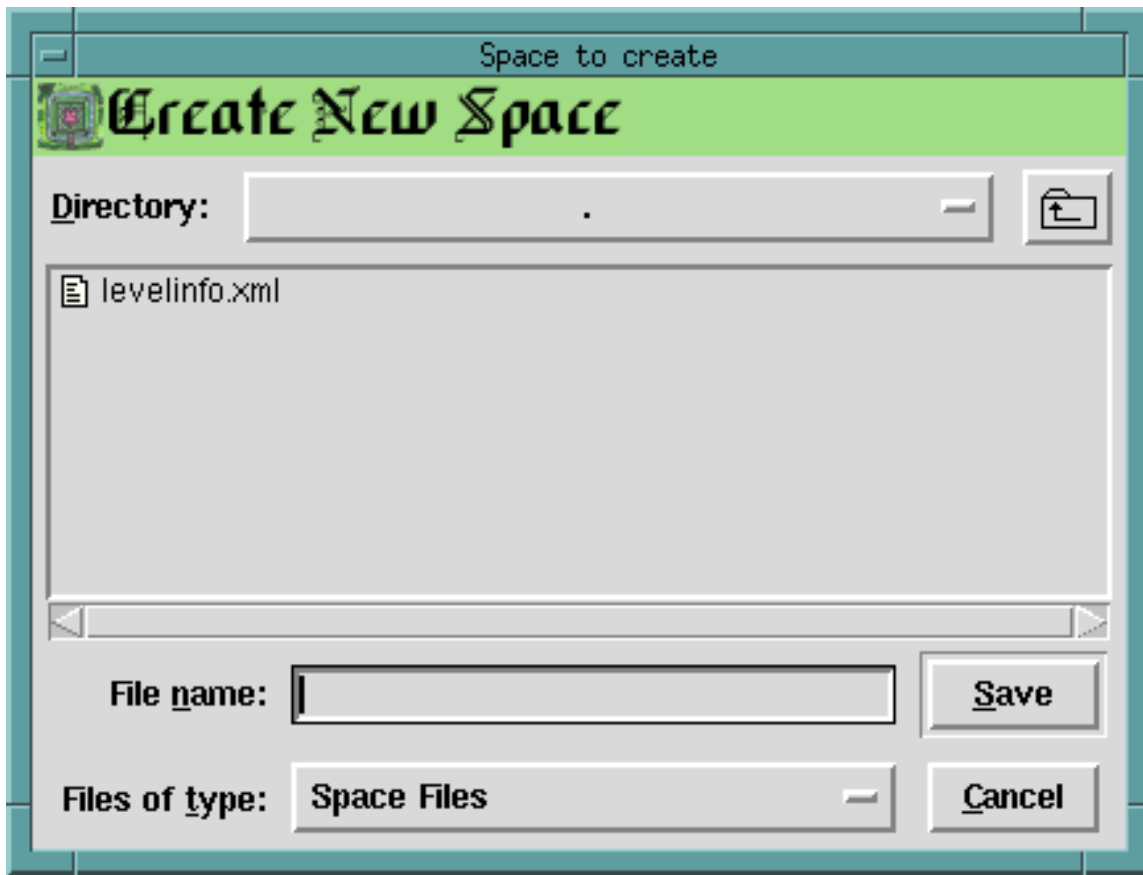 Space to create
Create New Space
Directory: .
levelinfo.xml
File name: Save
Files of type: Space Files Cancel